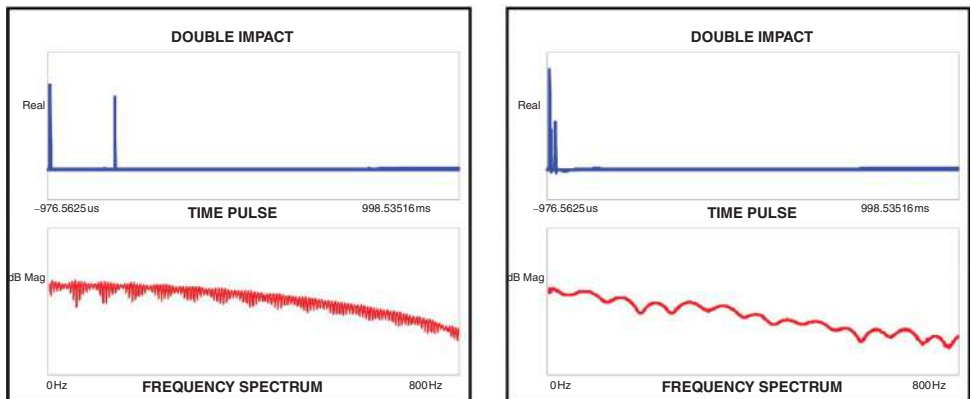 DOUBLE IMPACT
Real
−976.5625us
TIME PULSE
998.53516ms
dB Mag
0Hz
FREQUENCY SPECTRUM
800Hz
DOUBLE IMPACT
Real
−976.5625us
TIME PULSE
998.53516ms
dB Mag
0Hz
FREQUENCY SPECTRUM
800Hz